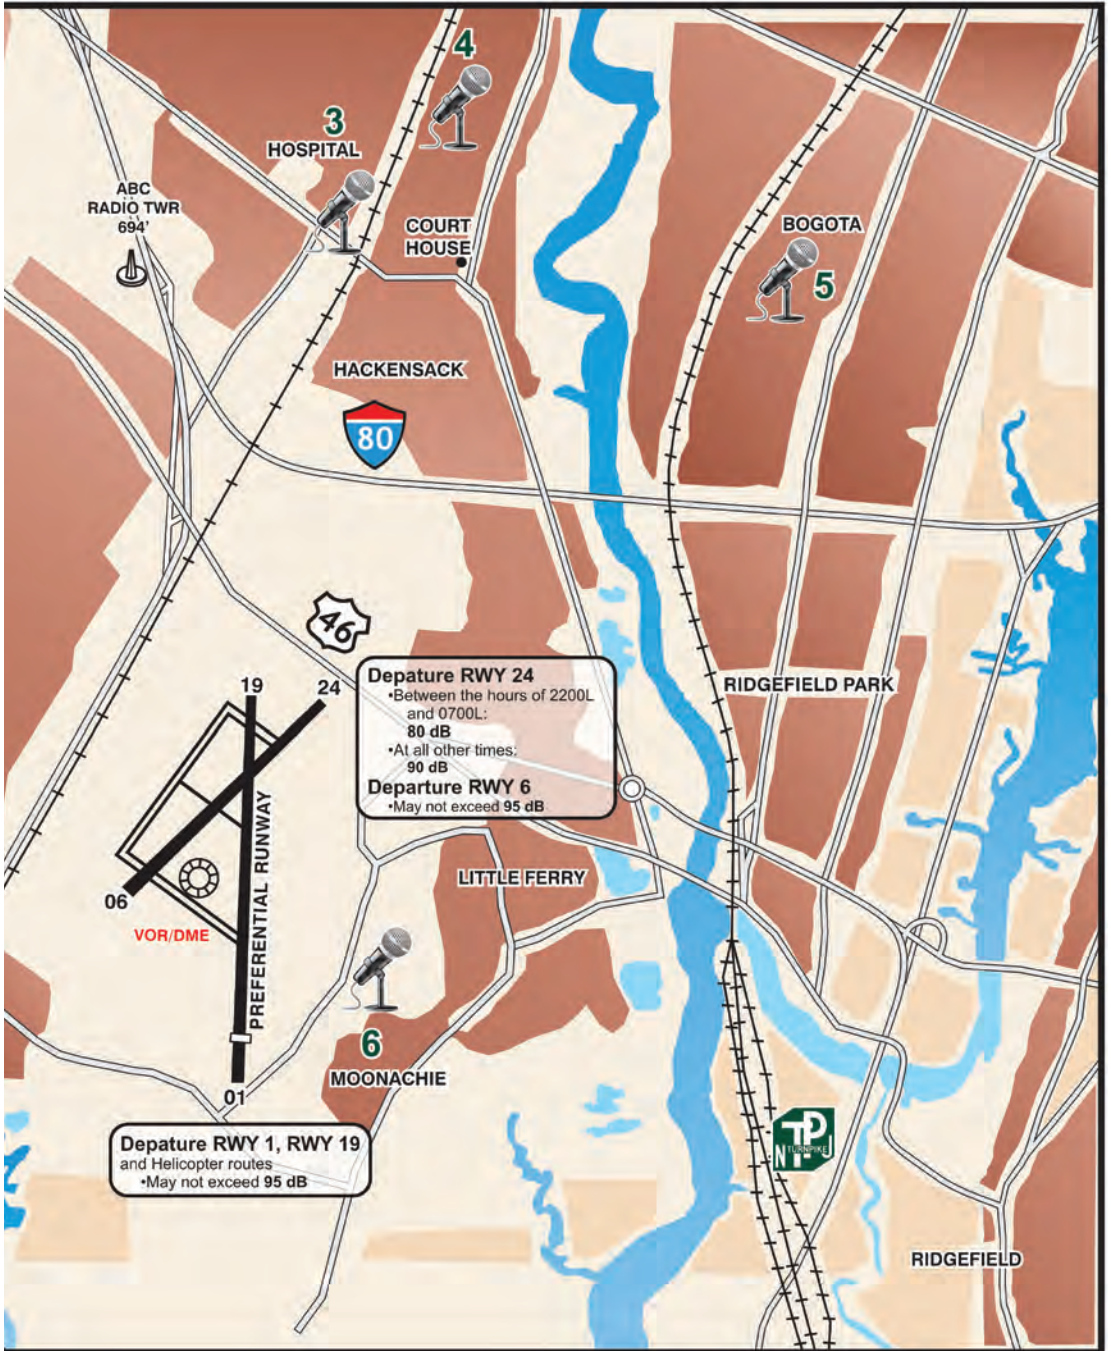 4
3
HOSPITAL
ABC
RADIO TWR
694'
COURT
HOUSE
BOGOTA
5
HACKENSACK
80
46
19
24
Depature RWY 24
•Between the hours of 2200L
and 0700L:
80 dB
•At all other times:
90 dB
Departure RWY 6
•May not exceed 95 dB
RIDGEFIELD PARK
PREFERENTIAL RUNWAY
LITTLE FERRY
06
VOR/DME
6
MOONACHIE
01
Depature RWY 1, RWY 19
and Helicopter routes
•May not exceed 95 dB
TP
N TURNPIKE J
RIDGEFIELD